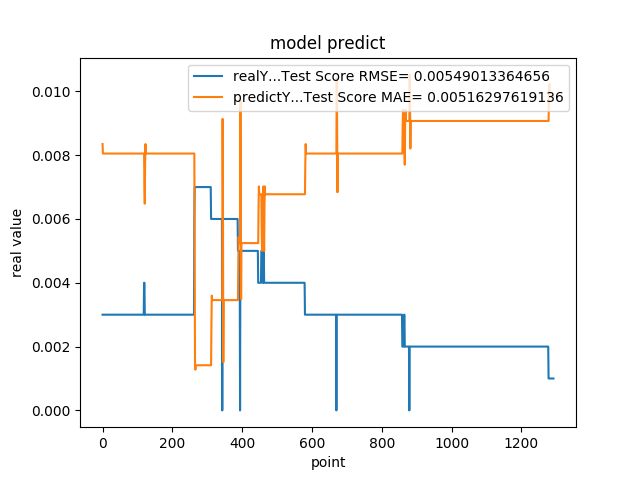 model predict
realY...Test Score RMSE= 0.00549013364656
predictY...Test Score MAE= 0.00516297619136
real value
0.010
0.008
0.006
0.004
0.002
0.000
0 200 400 600 800 1000 1200
point